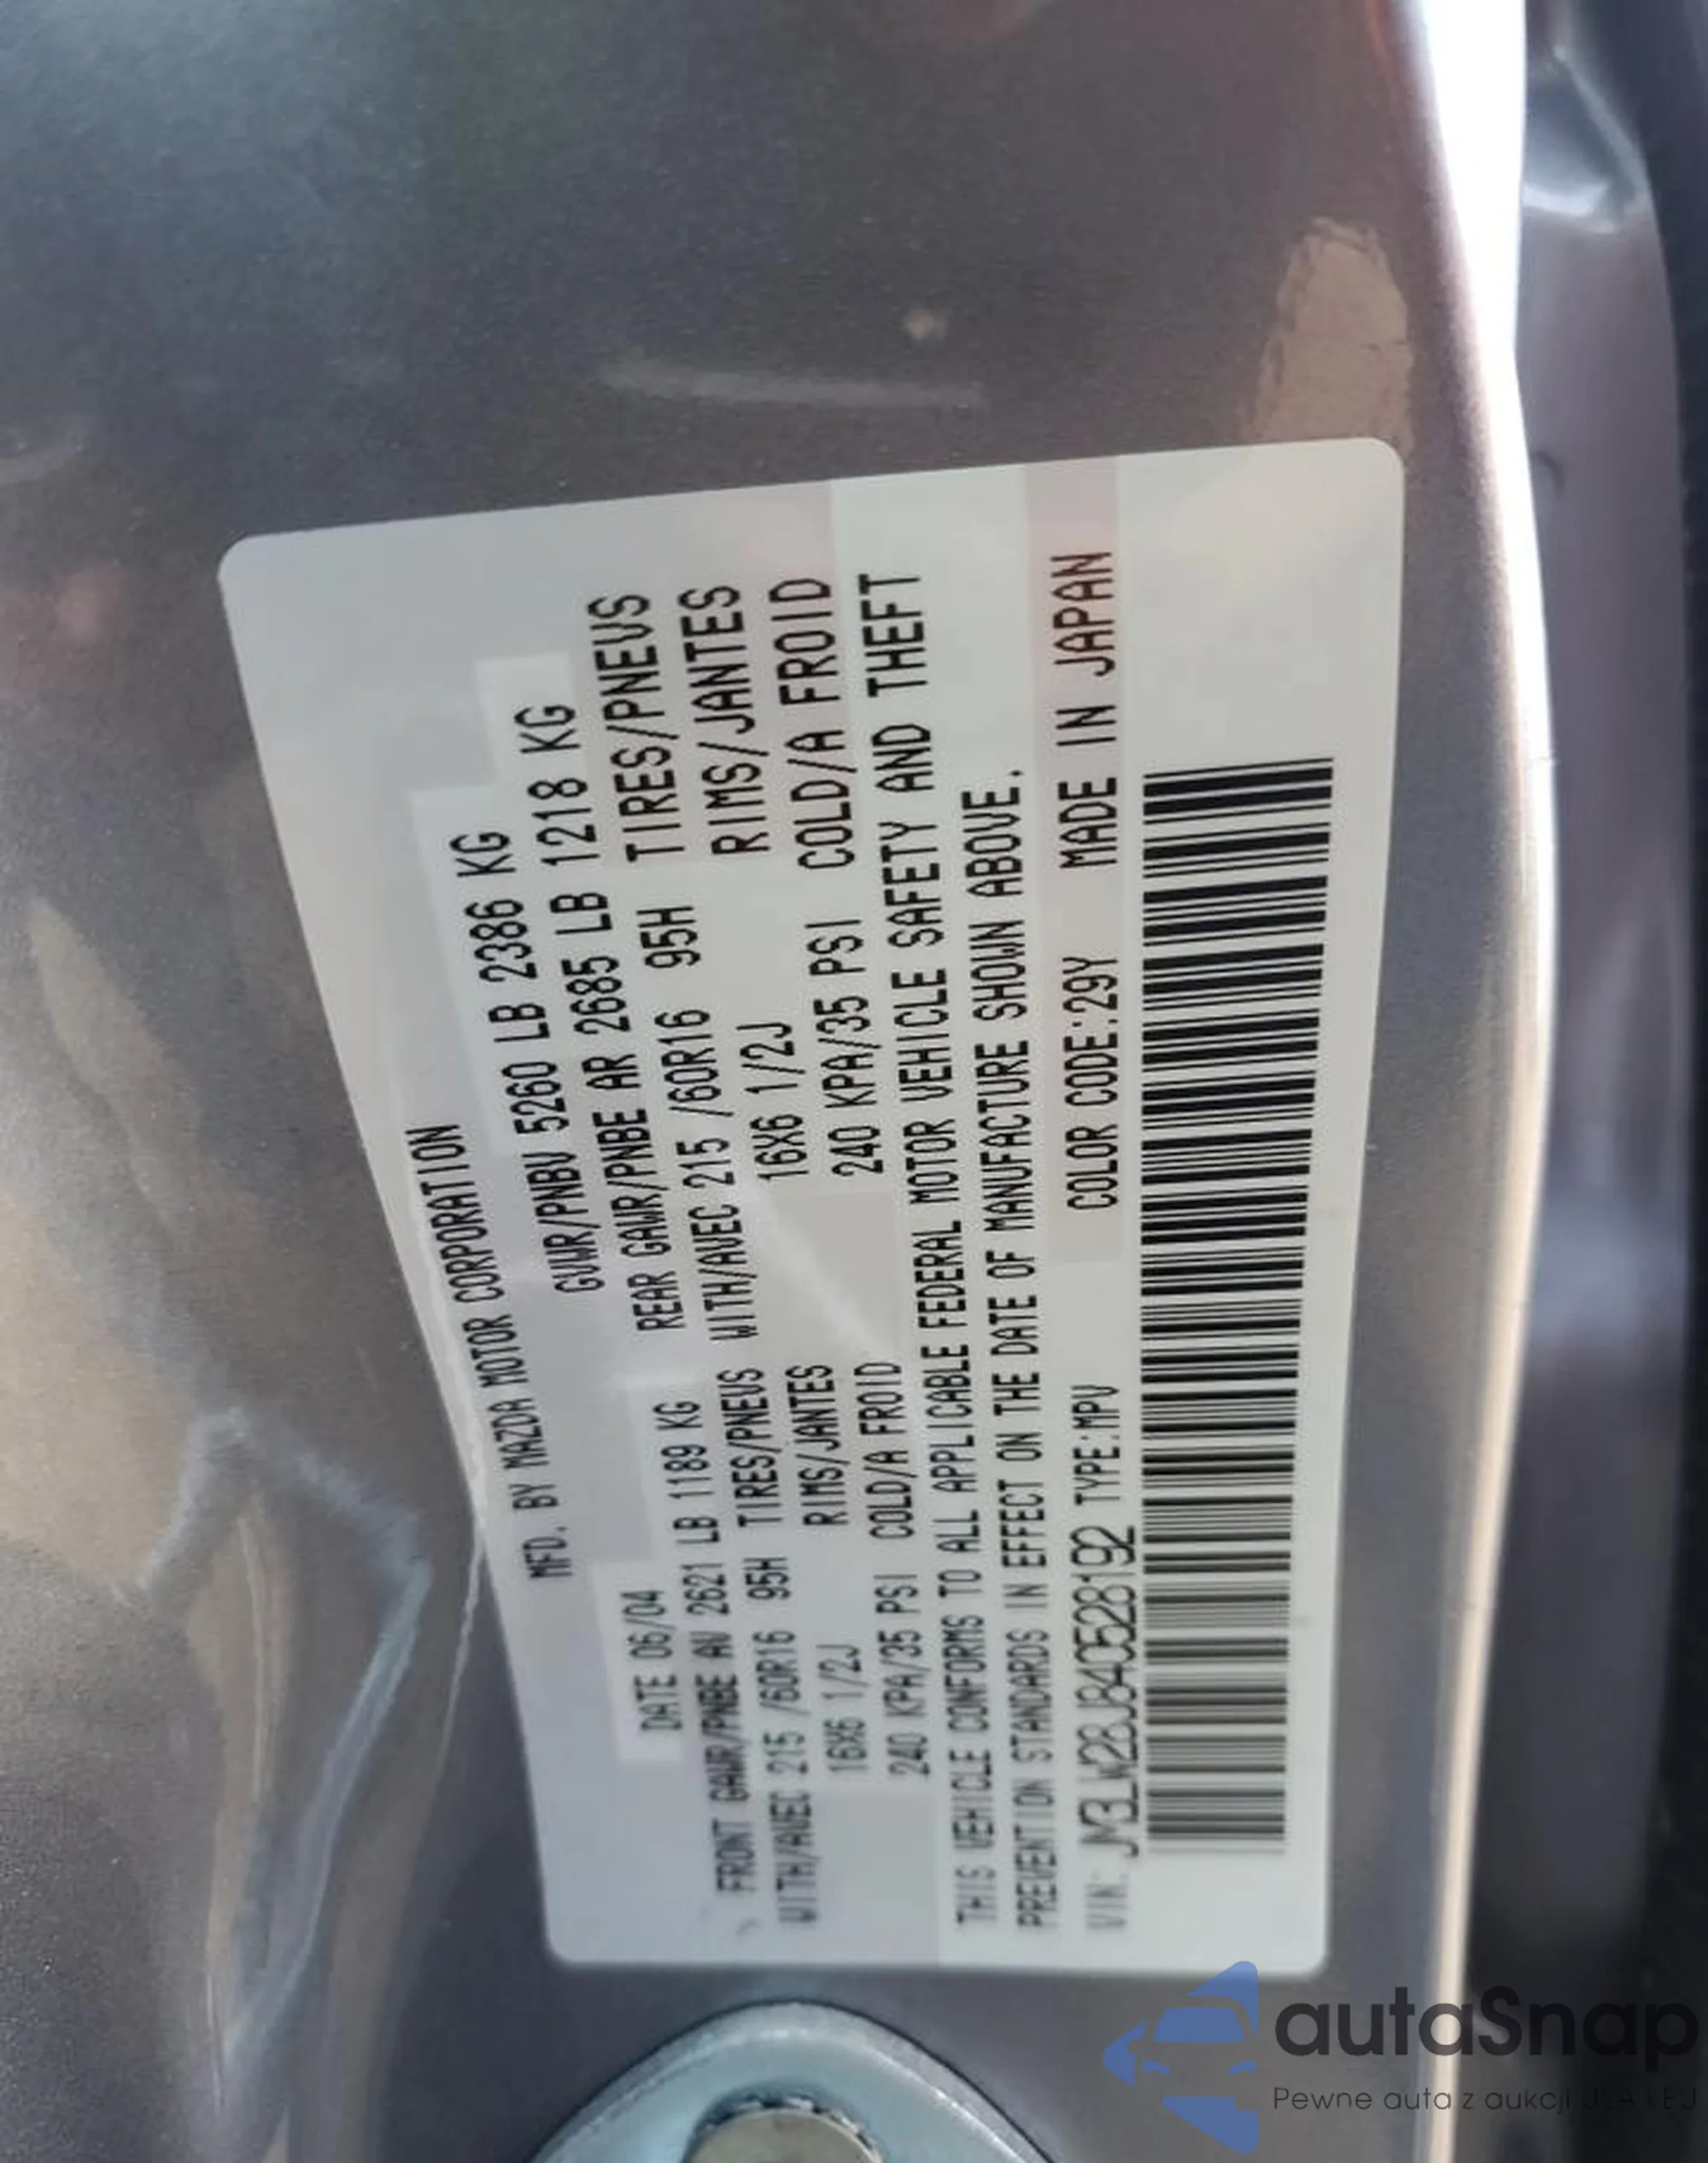 MFD. BY MAZDA MOTOR CORPORATION
DATE 06/04 GVWR/PNBV 5260 LB 2386 KG
FRONT GAWR/PNBE AV 2621 LB 1189 KG REAR GAWR/PNBE AR 2685 LB 1218 KG
WITH/AVEC 215 /60R16 95H TIRES/PNEUS WITH/AVEC 215 /60R16 95H TIRES/PNEUS
16X6 1/2J RIMS/JANTES 16X6 1/2J RIMS/JANTES
240 KPA/35 PSI COLD/A FROID 240 KPA/35 PSI COLD/A FROID
THIS VEHICLE CONFORMS TO ALL APPLICABLE FEDERAL MOTOR VEHICLE SAFETY AND THEFT
PREVENTION STANDARDS IN EFFECT ON THE DATE OF MANUFACTURE SHOWN ABOVE.
VIN: JM3LW28J840528192 TYPE:MPV COLOR CODE:29Y MADE IN JAPAN
autaSnap
Pewne auta z aukcji USA i EU